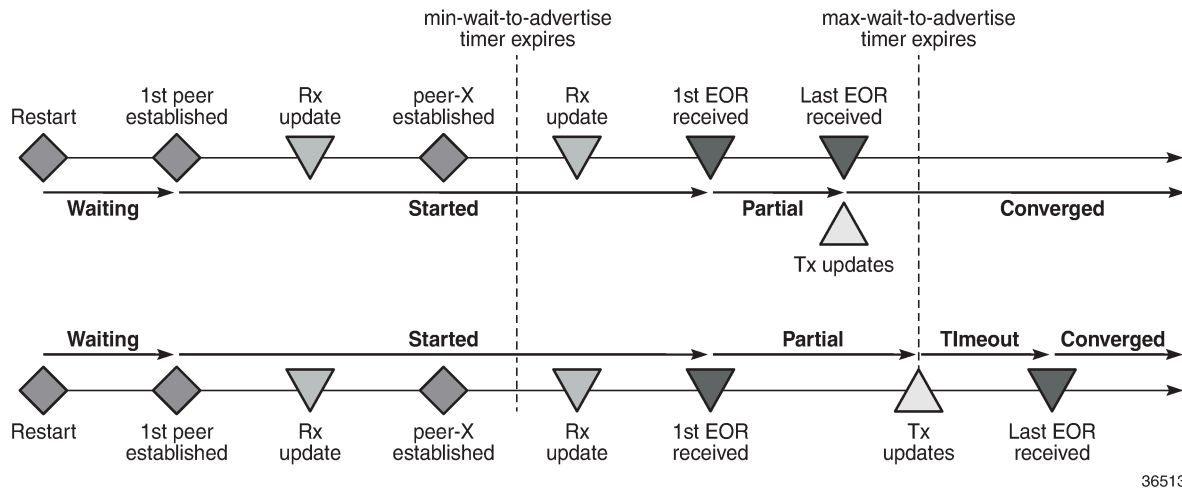 min-wait-to-advertise
timer expires
max-wait-to-advertise
timer expires
Restart
1st peer
established
Rx
update
peer-X
established
Rx
update
1st EOR
received
Last EOR
received
Waiting
Started
Partial
Converged
Tx updates
Waiting
Started
Partial
TImeout
Converged
Restart
1st peer
established
Rx
update
peer-X
established
Rx
update
1st EOR
received
Tx
updates
Last EOR
received
36513